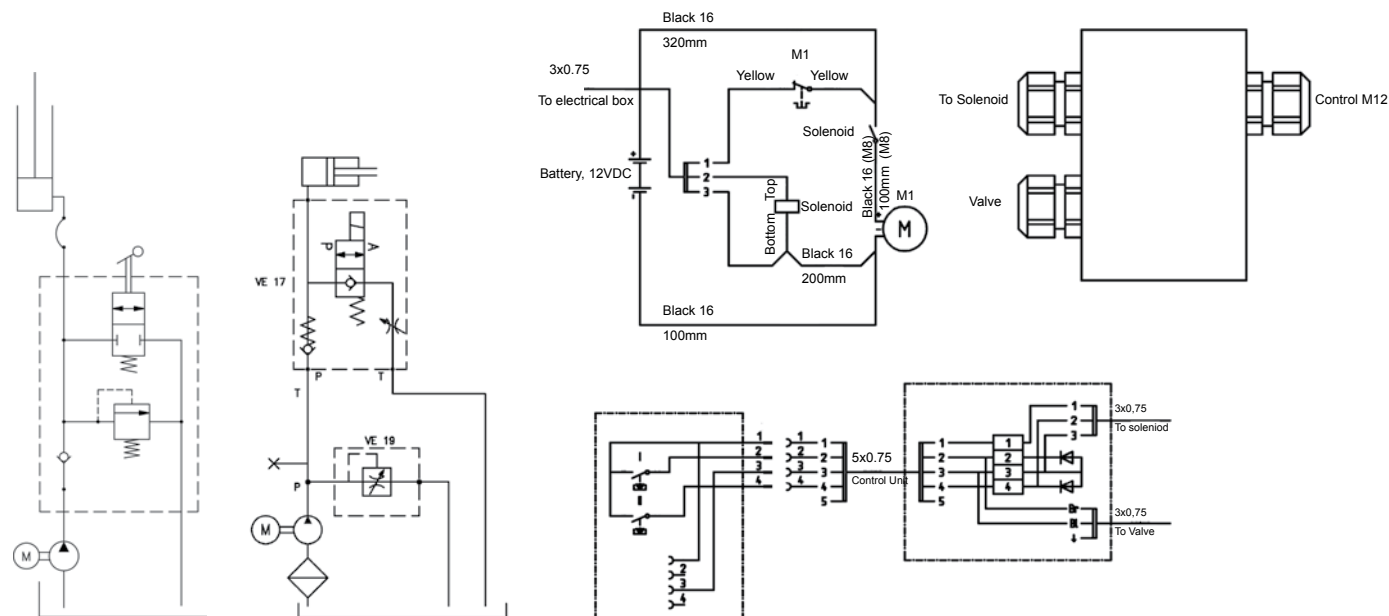 M
VE 17
A
P
P
T
T
VE 19
P
M
Black 16
320mm
3x0.75
To electrical box
M1
Yellow
Yellow
Solenoid
Black 16 (M8)
100mm (M8)
+
Battery, 12VDC
-
1
2
3
Top
Solenoid
Bottom
M1
+
-
M
Black 16
200mm
Black 16
100mm
To Solenoid
Control M12
Valve
I
II
1
2
3
4
1
2
3
4
1
2
3
4
5
2
3
4
5x0.75
Control Unit
1
2
3
4
5
1
2
3
4
1
2
3
3x0,75
To soleniod
Br
Bl
3x0,75
To Valve